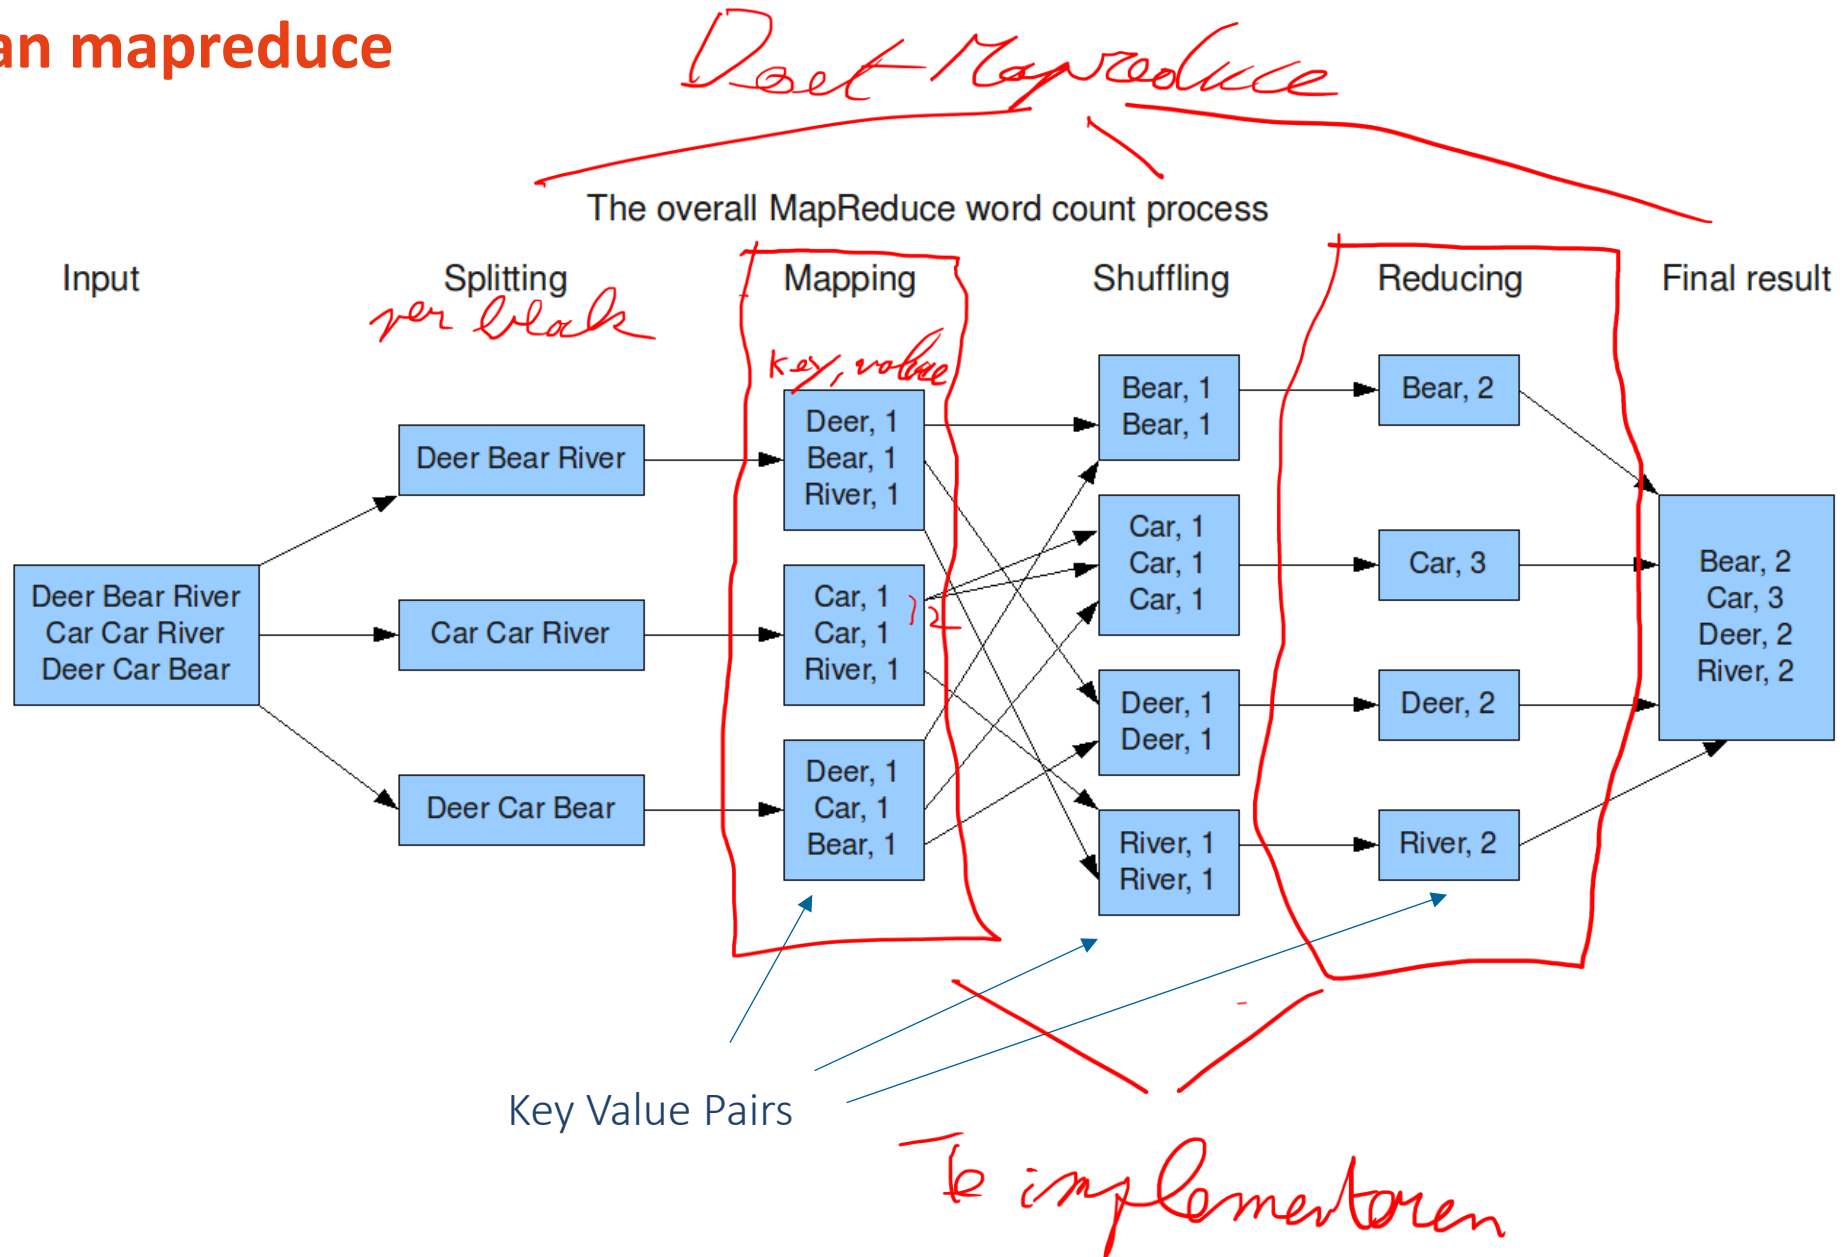 an mapreduce
Doet Mapreduce
The overall MapReduce word count process
Input
Splitting
per block
Mapping
Shuffling
Reducing
Final result
key, value
Deer Bear River
Car Car River
Deer Car Bear
Deer Bear River
Car Car River
Deer Car Bear
Deer, 1
Bear, 1
River, 1
Car, 1
Car, 1
River, 1
2
Deer, 1
Car, 1
Bear, 1
Bear, 1
Bear, 1
Car, 1
Car, 1
Car, 1
Deer, 1
Deer, 1
River, 1
River, 1
Bear, 2
Car, 3
Deer, 2
River, 2
Bear, 2
Car, 3
Deer, 2
River, 2
Key Value Pairs
Te implementeren